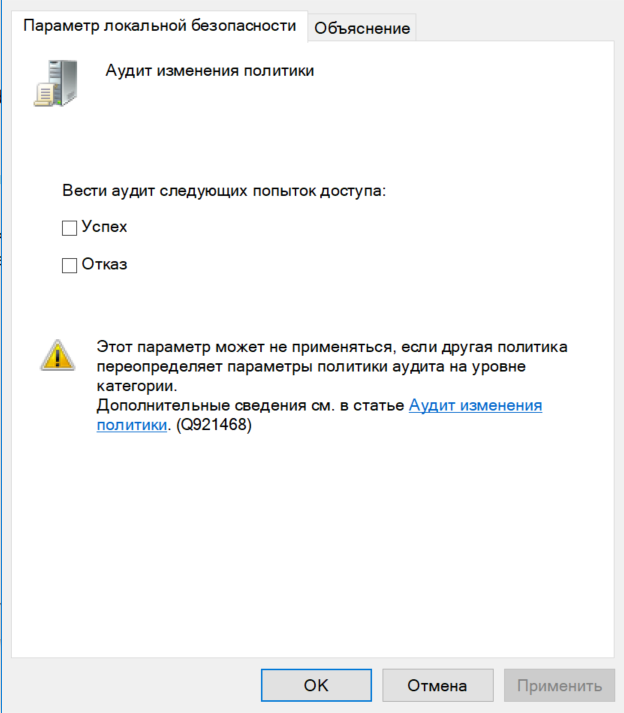 Параметр локальной безопасности
Объяснение
Аудит изменения политики
Вести аудит следующих попыток доступа:
Успех
Отказ
Этот параметр может не применяться, если другая политика
переопределяет параметры политики аудита на уровне
категории.
Дополнительные сведения см. в статье Аудит изменения
политики. (Q921468)
OK
Отмена
Применить